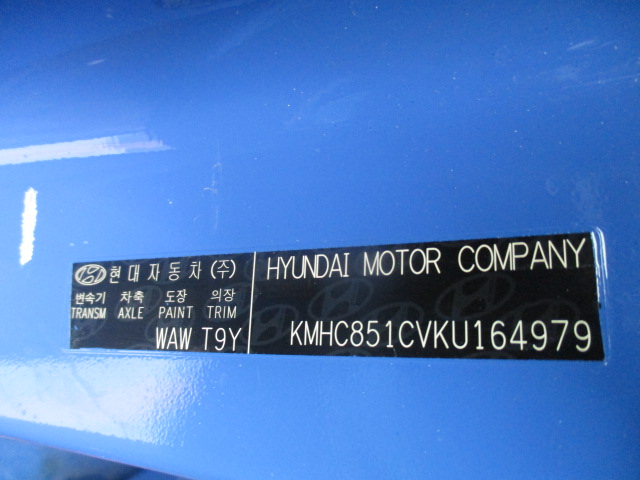 현대자동차(주)
변속기 차축 도장 의장
TRANSM AXLE PAINT TRIM
WAW T9Y
HYUNDAI MOTOR COMPANY
KMHC851CVKU164979